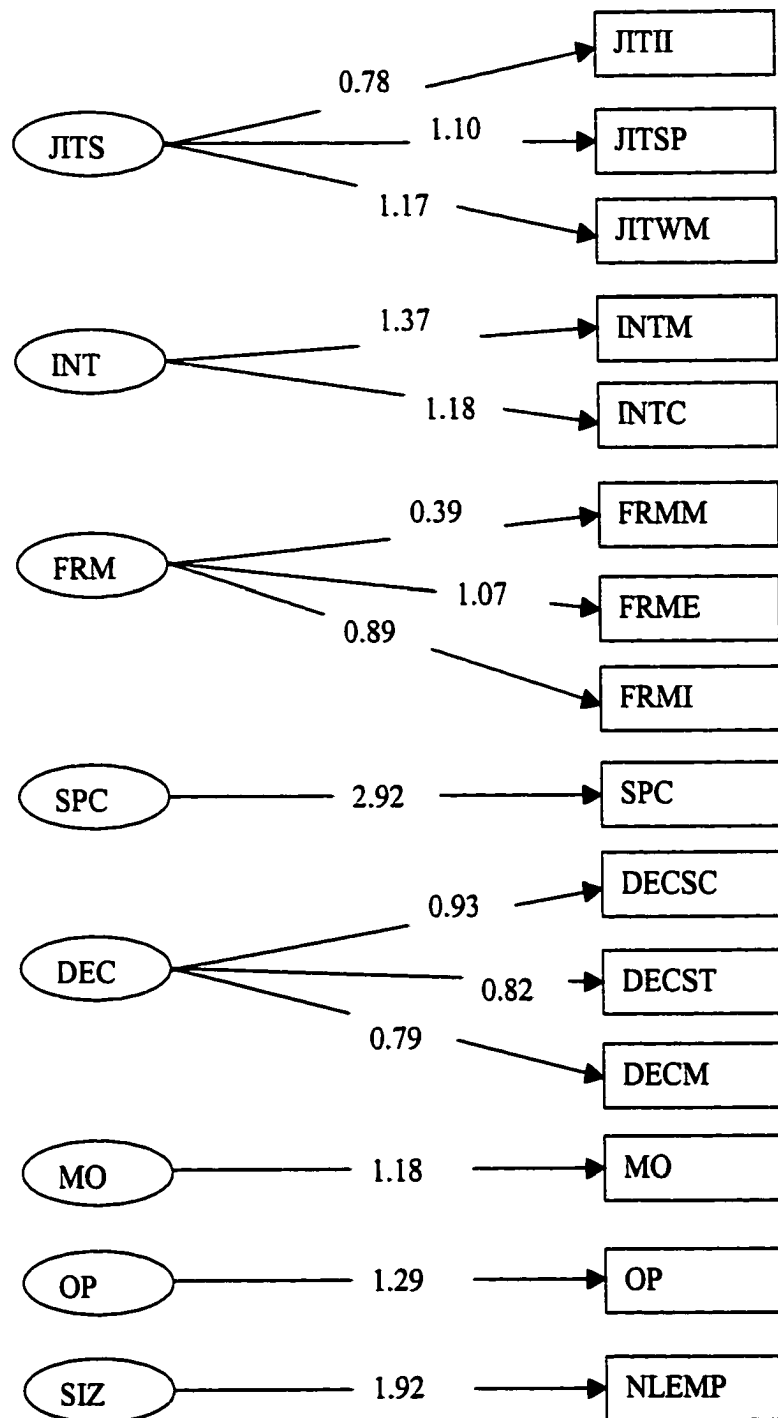 JITII
0.78
JITS
1.10
JITSP
1.17
JITWM
1.37
INTM
INT
1.18
INTC
0.39
FRMM
FRM
1.07
FRME
0.89
FRMI
SPC
2.92
SPC
0.93
DECSC
DEC
0.82
DECST
0.79
DECM
MO
1.18
MO
OP
1.29
OP
SIZ
1.92
NLEMP